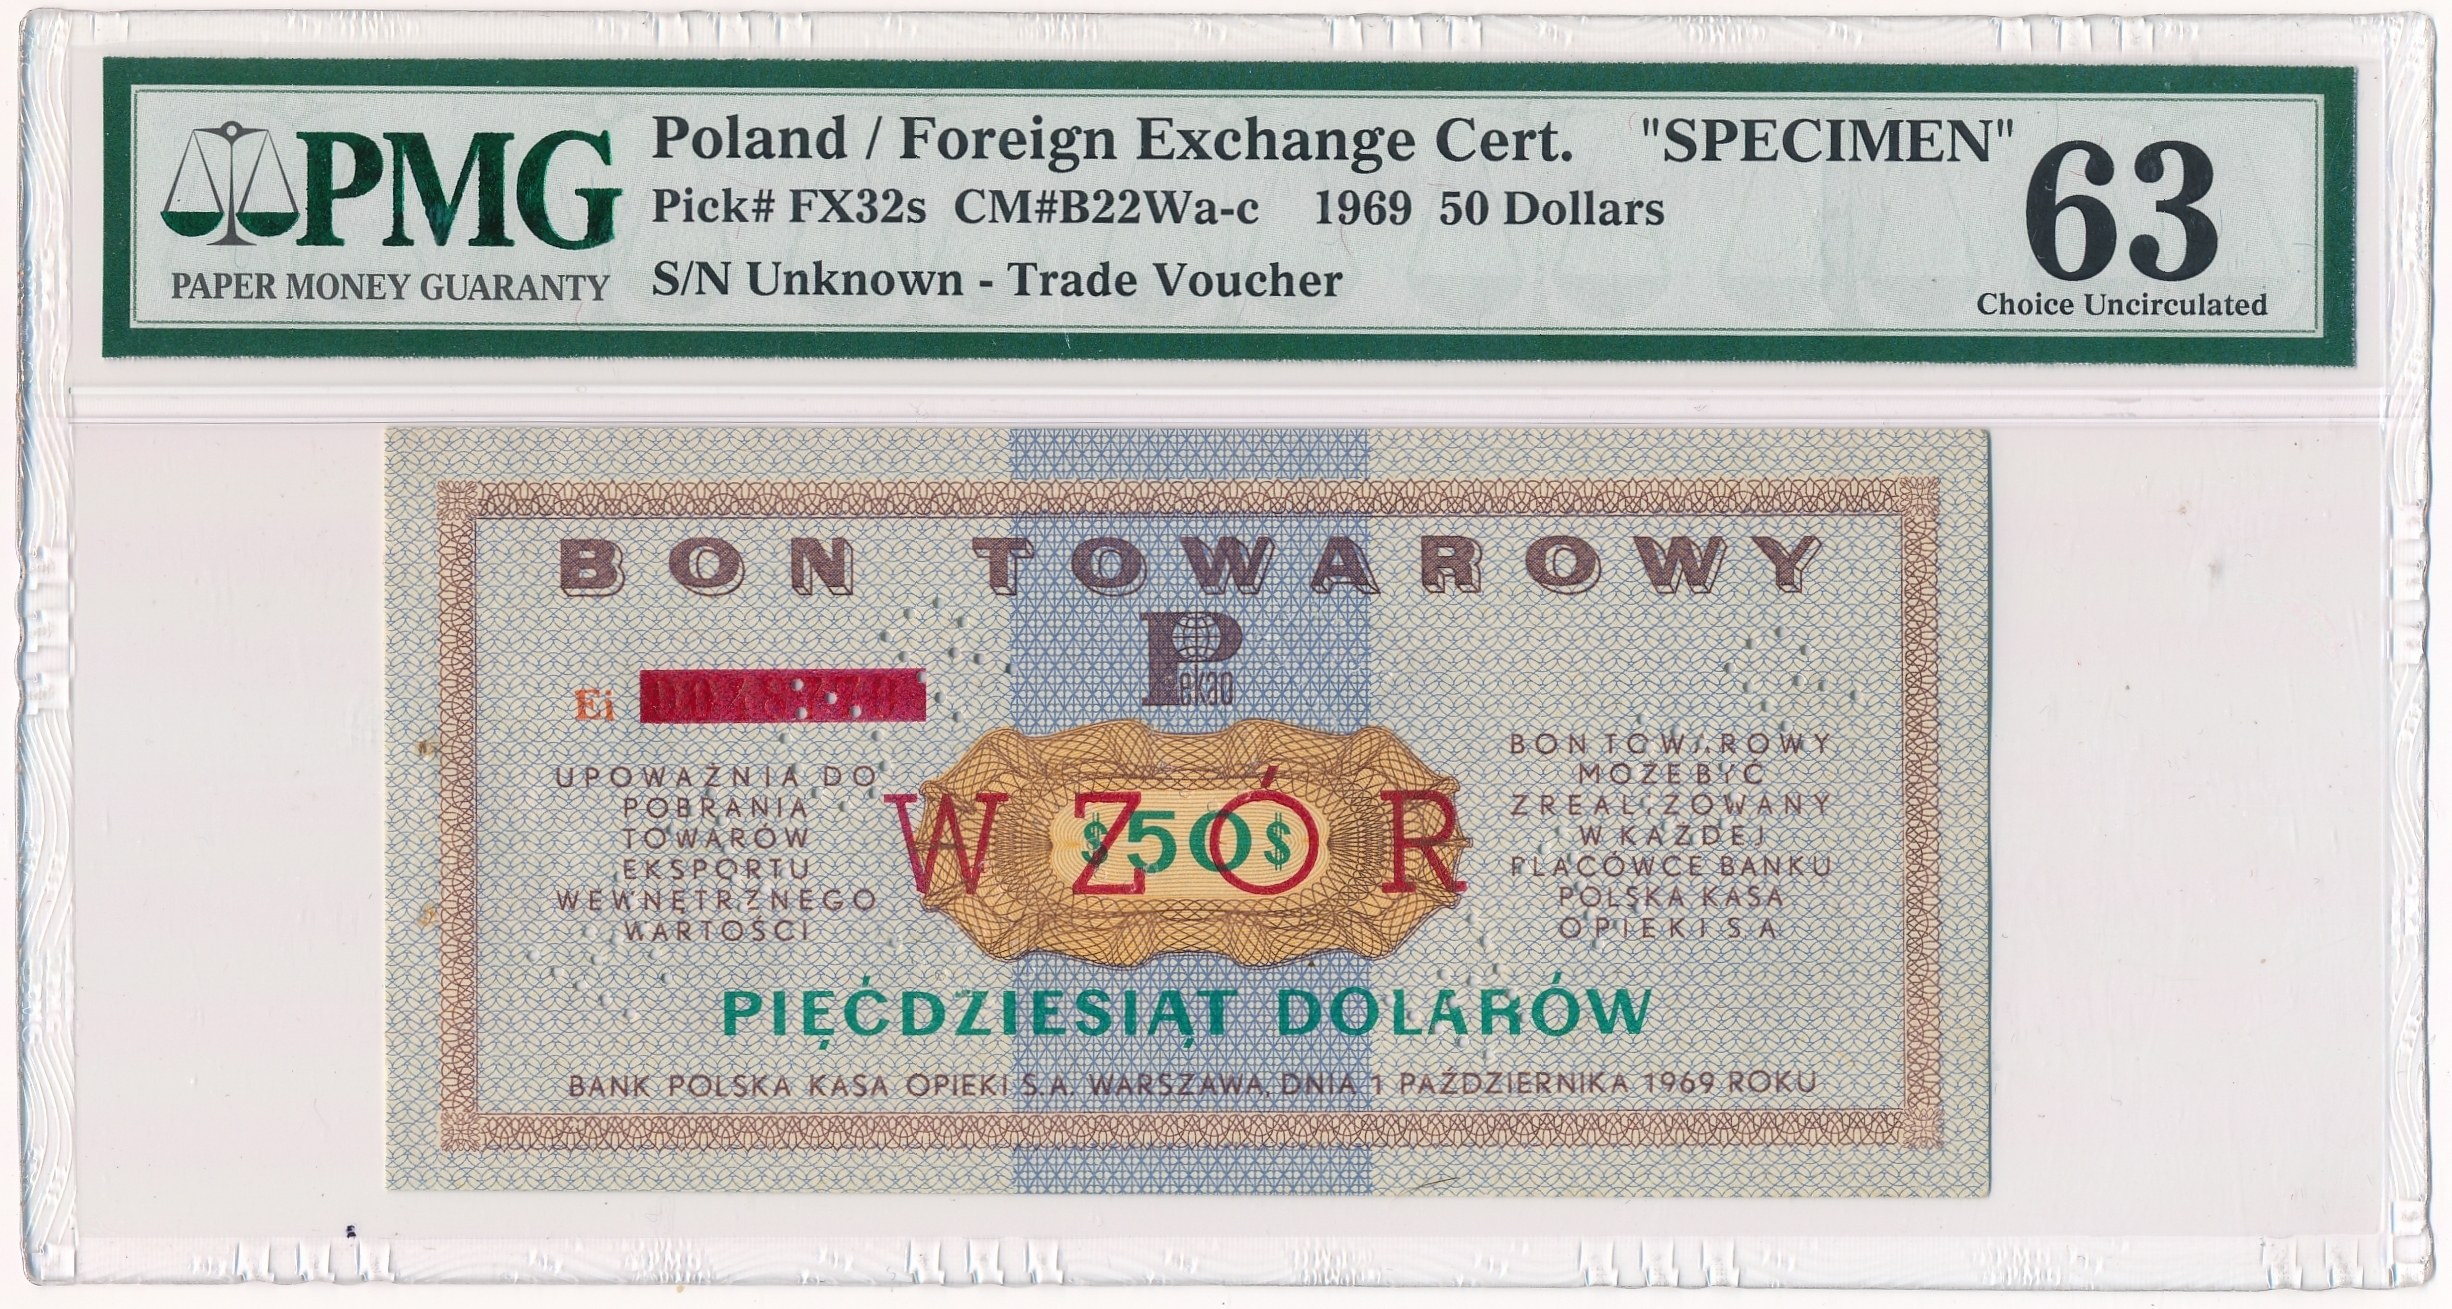 PMG
PAPER MONEY GUARANTY
Poland / Foreign Exchange Cert. "SPECIMEN"
Pick# FX32s CM#B22Wa-c 1969 50 Dollars
S/N Unknown - Trade Voucher
63
Choice Uncirculated
BON TOWAROWY
Pekao
Ei
UPOWAŻNIA DO
POBRANIA
TOWARÓW
EKSPORTU
WEWNĘTRZNEGO
WARTOŚCI
WZÓR
$50$
BON TOWAROWY
MOŻE BYĆ
ZREALIZOWANY
W KAŻDEJ
PLACÓWCE BANKU
POLSKA KASA
OPIEKI S A
PIĘĆDZIESIĄT DOLARÓW
BANK POLSKA KASA OPIEKI S.A. WARSZAWA, DNIA 1 PAŹDZIERNIKA 1969 ROKU